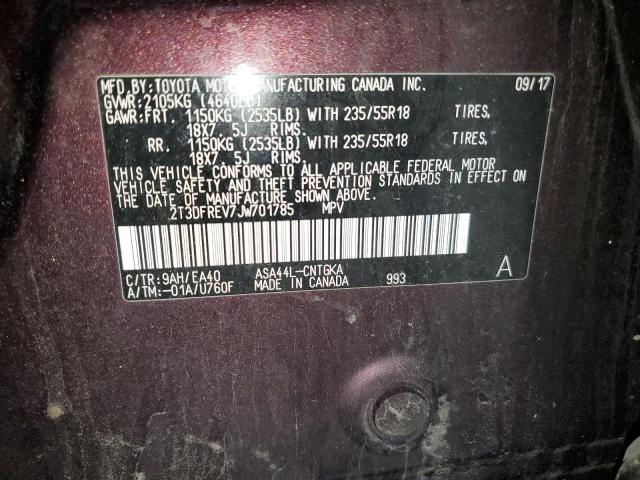 MFD. BY: TOYOTA MOTOR MANUFACTURING CANADA INC. 09/17
GVWR: 2105KG (4640LB)
GAWR: FRT. 1150KG (2535LB) WITH 235/55R18 TIRES,
18X7. 5J RIMS.
RR. 1150KG (2535LB) WITH 235/55R18 TIRES,
18X7. 5J RIMS.
THIS VEHICLE CONFORMS TO ALL APPLICABLE FEDERAL MOTOR
VEHICLE SAFETY AND THEFT PREVENTION STANDARDS IN EFFECT ON
THE DATE OF MANUFACTURE SHOWN ABOVE.
2T3DFREV7JW701785 MPV
C/TR: 9AH/EA40 ASA44L-CNTGKA A
A/TM: -01A/U760F MADE IN CANADA 993